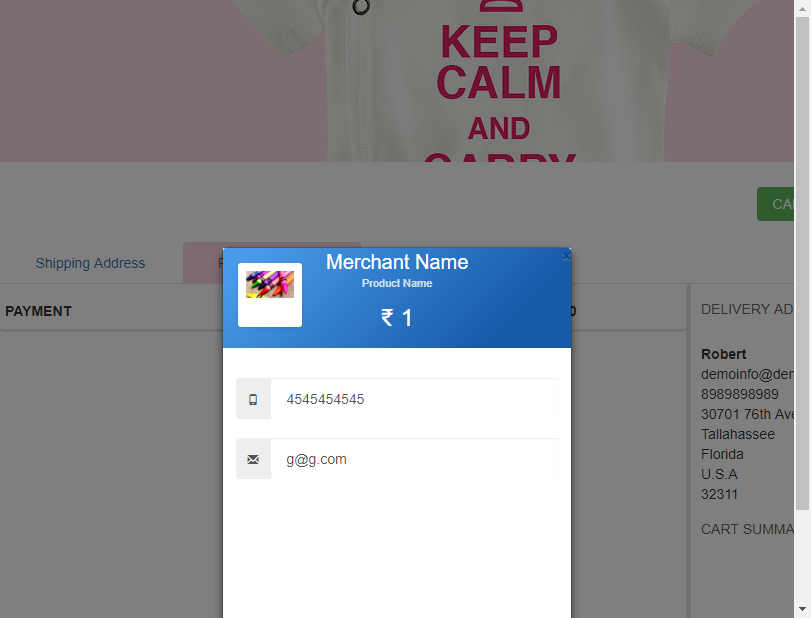 KEEP
CALM
AND
CARRY
CA
Shipping Address
Merchant Name
Product Name
₹ 1
PAYMENT
0
DELIVERY AD
Robert
demoinfo@der
8989898989
30701 76th Ave
Tallahassee
Florida
U.S.A
32311
CART SUMMA
4545454545
g@g.com